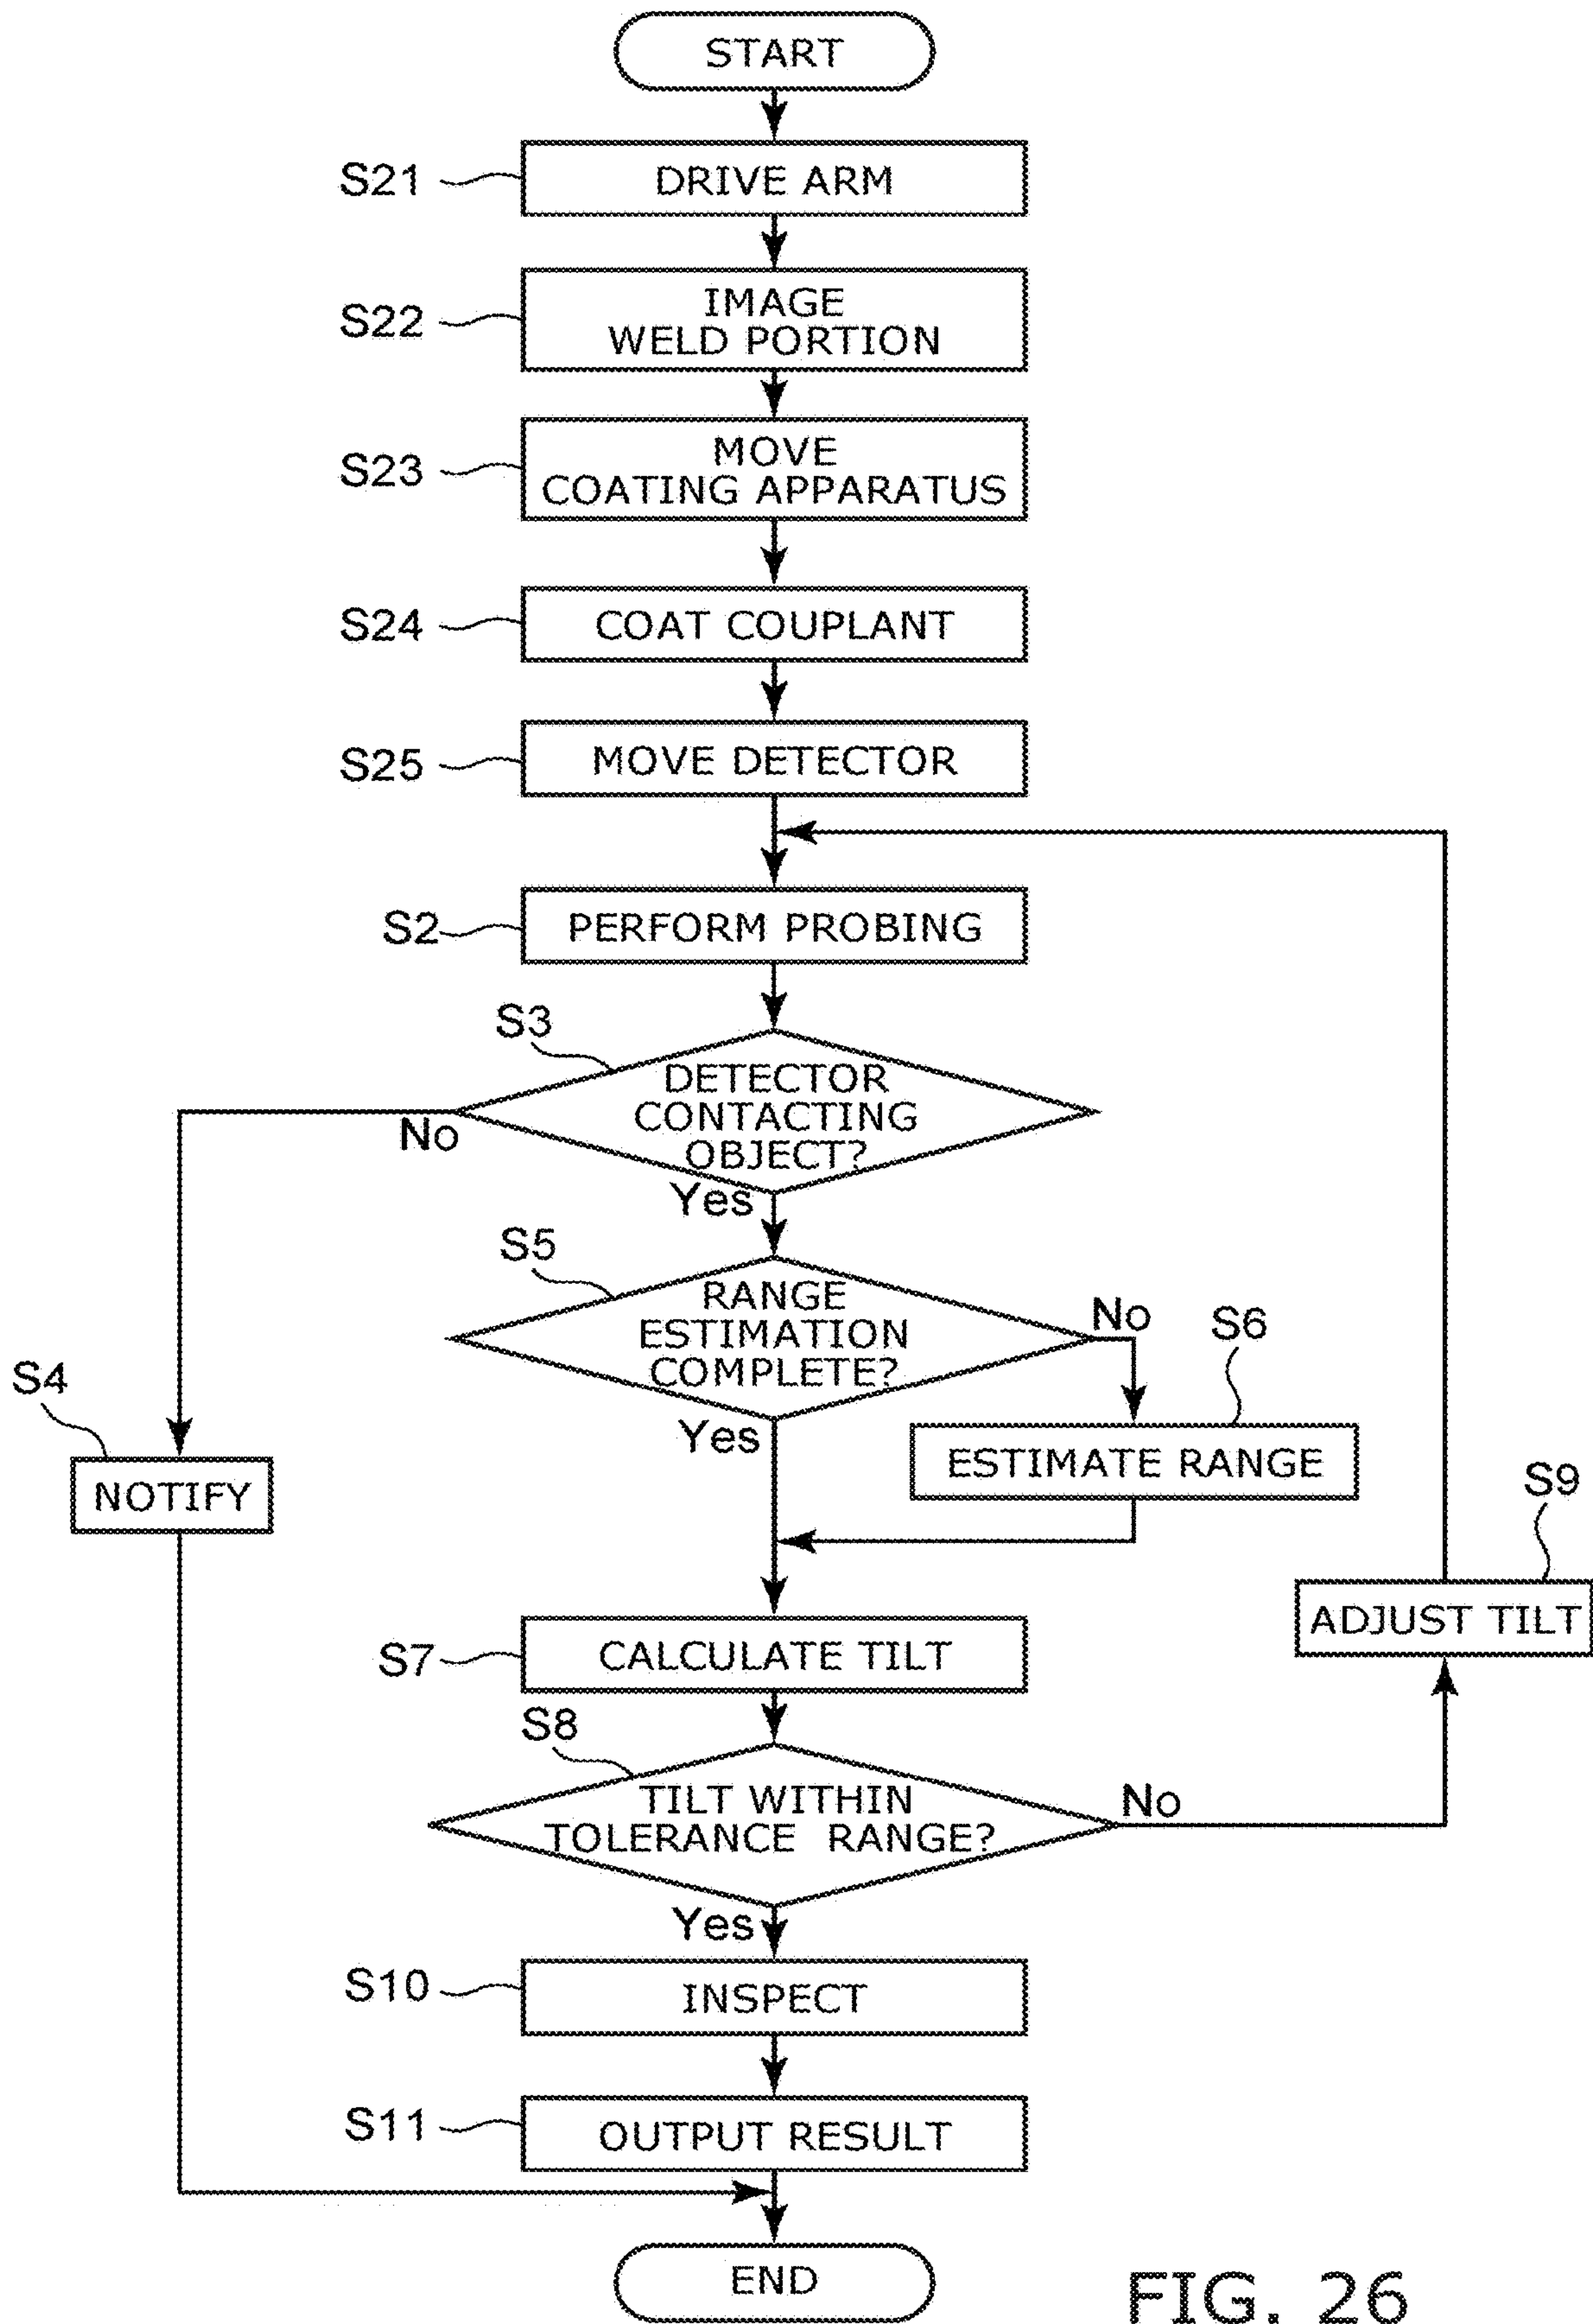 START
S21
DRIVE ARM
S22
IMAGE
WELD PORTION
S23
MOVE
COATING APPARATUS
S24
COAT COUPLANT
S25
MOVE DETECTOR
S2
PERFORM PROBING
S3
DETECTOR
CONTACTING
OBJECT?
No
Yes
S5
RANGE
ESTIMATION
COMPLETE?
No
Yes
S6
ESTIMATE RANGE
S4
NOTIFY
S9
ADJUST TILT
S7
CALCULATE TILT
S8
TILT WITHIN
TOLERANCE RANGE?
No
Yes
S10
INSPECT
S11
OUTPUT RESULT
END
FIG. 26